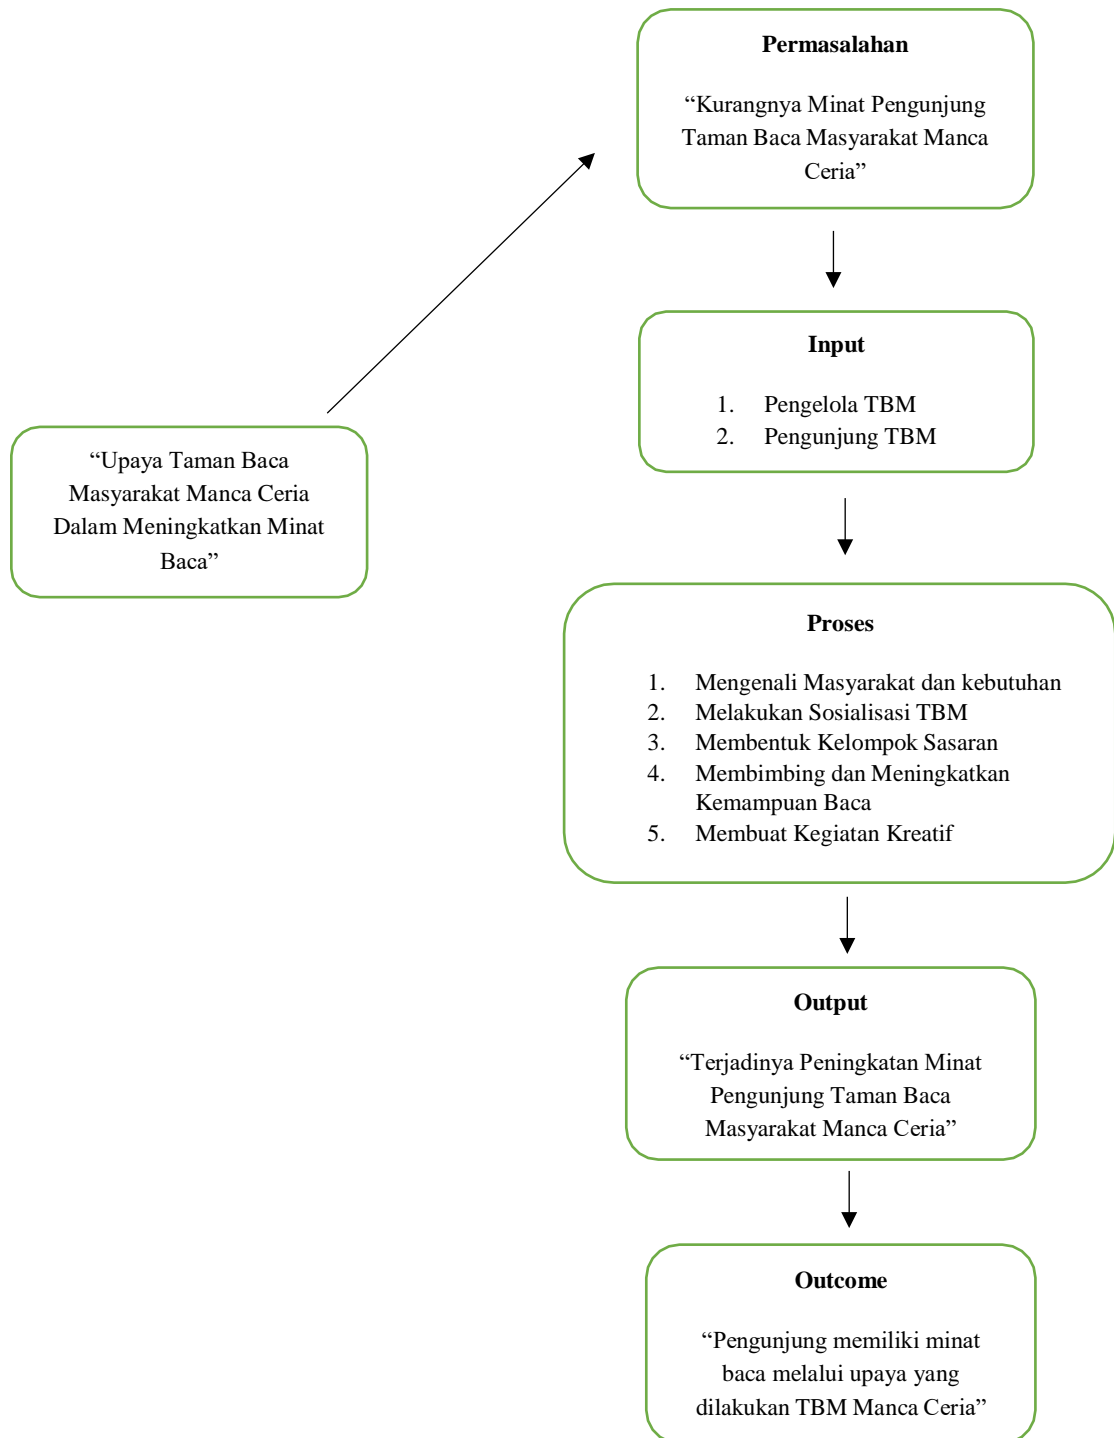 Permasalahan
“Kurangnya Minat Pengunjung
Taman Baca Masyarakat Manca
Ceria”
Input
1. Pengelola TBM
2. Pengunjung TBM
“Upaya Taman Baca
Masyarakat Manca Ceria
Dalam Meningkatkan Minat
Baca”
Proses
1. Mengenali Masyarakat dan kebutuhan
2. Melakukan Sosialisasi TBM
3. Membentuk Kelompok Sasaran
4. Membimbing dan Meningkatkan
Kemampuan Baca
5. Membuat Kegiatan Kreatif
Output
“Terjadinya Peningkatan Minat
Pengunjung Taman Baca
Masyarakat Manca Ceria”
Outcome
“Pengunjung memiliki minat
baca melalui upaya yang
dilakukan TBM Manca Ceria”